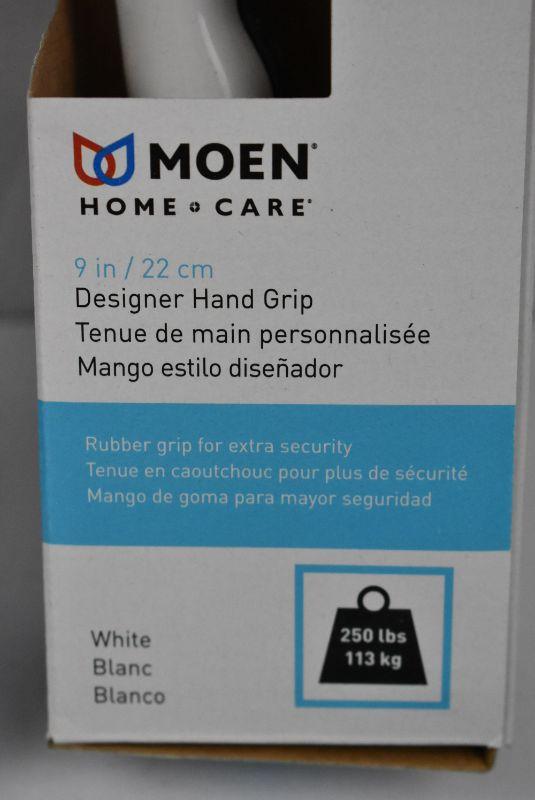 MOEN®
HOME + CARE®
9 in / 22 cm
Designer Hand Grip
Tenue de main personnalisée
Mango estilo diseñador
Rubber grip for extra security
Tenue en caoutchouc pour plus de sécurité
Mango de goma para mayor seguridad
White
Blanc
Blanco
250 lbs
113 kg